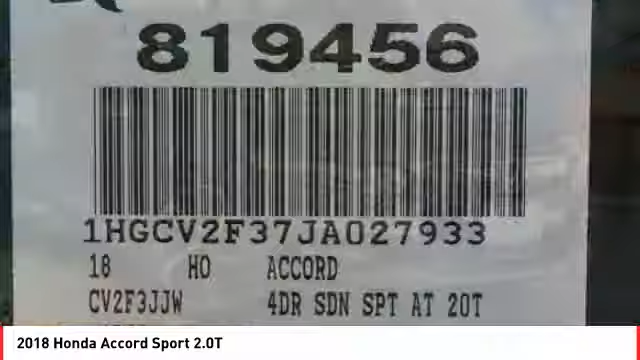 819456
1HGCV2F37JA027933
18 HO ACCORD
CV2F3JJW 4DR SDN SPT AT 20T
2018 Honda Accord Sport 2.0T